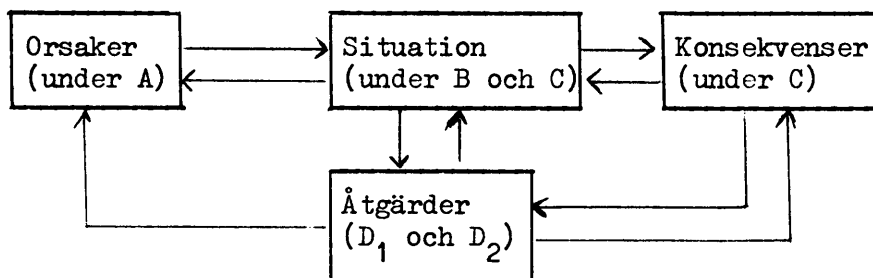 Orsaker
(under A)
Situation
(under B och C)
Konsekvenser
(under C)
Åtgärder
(D₁ och D₂)